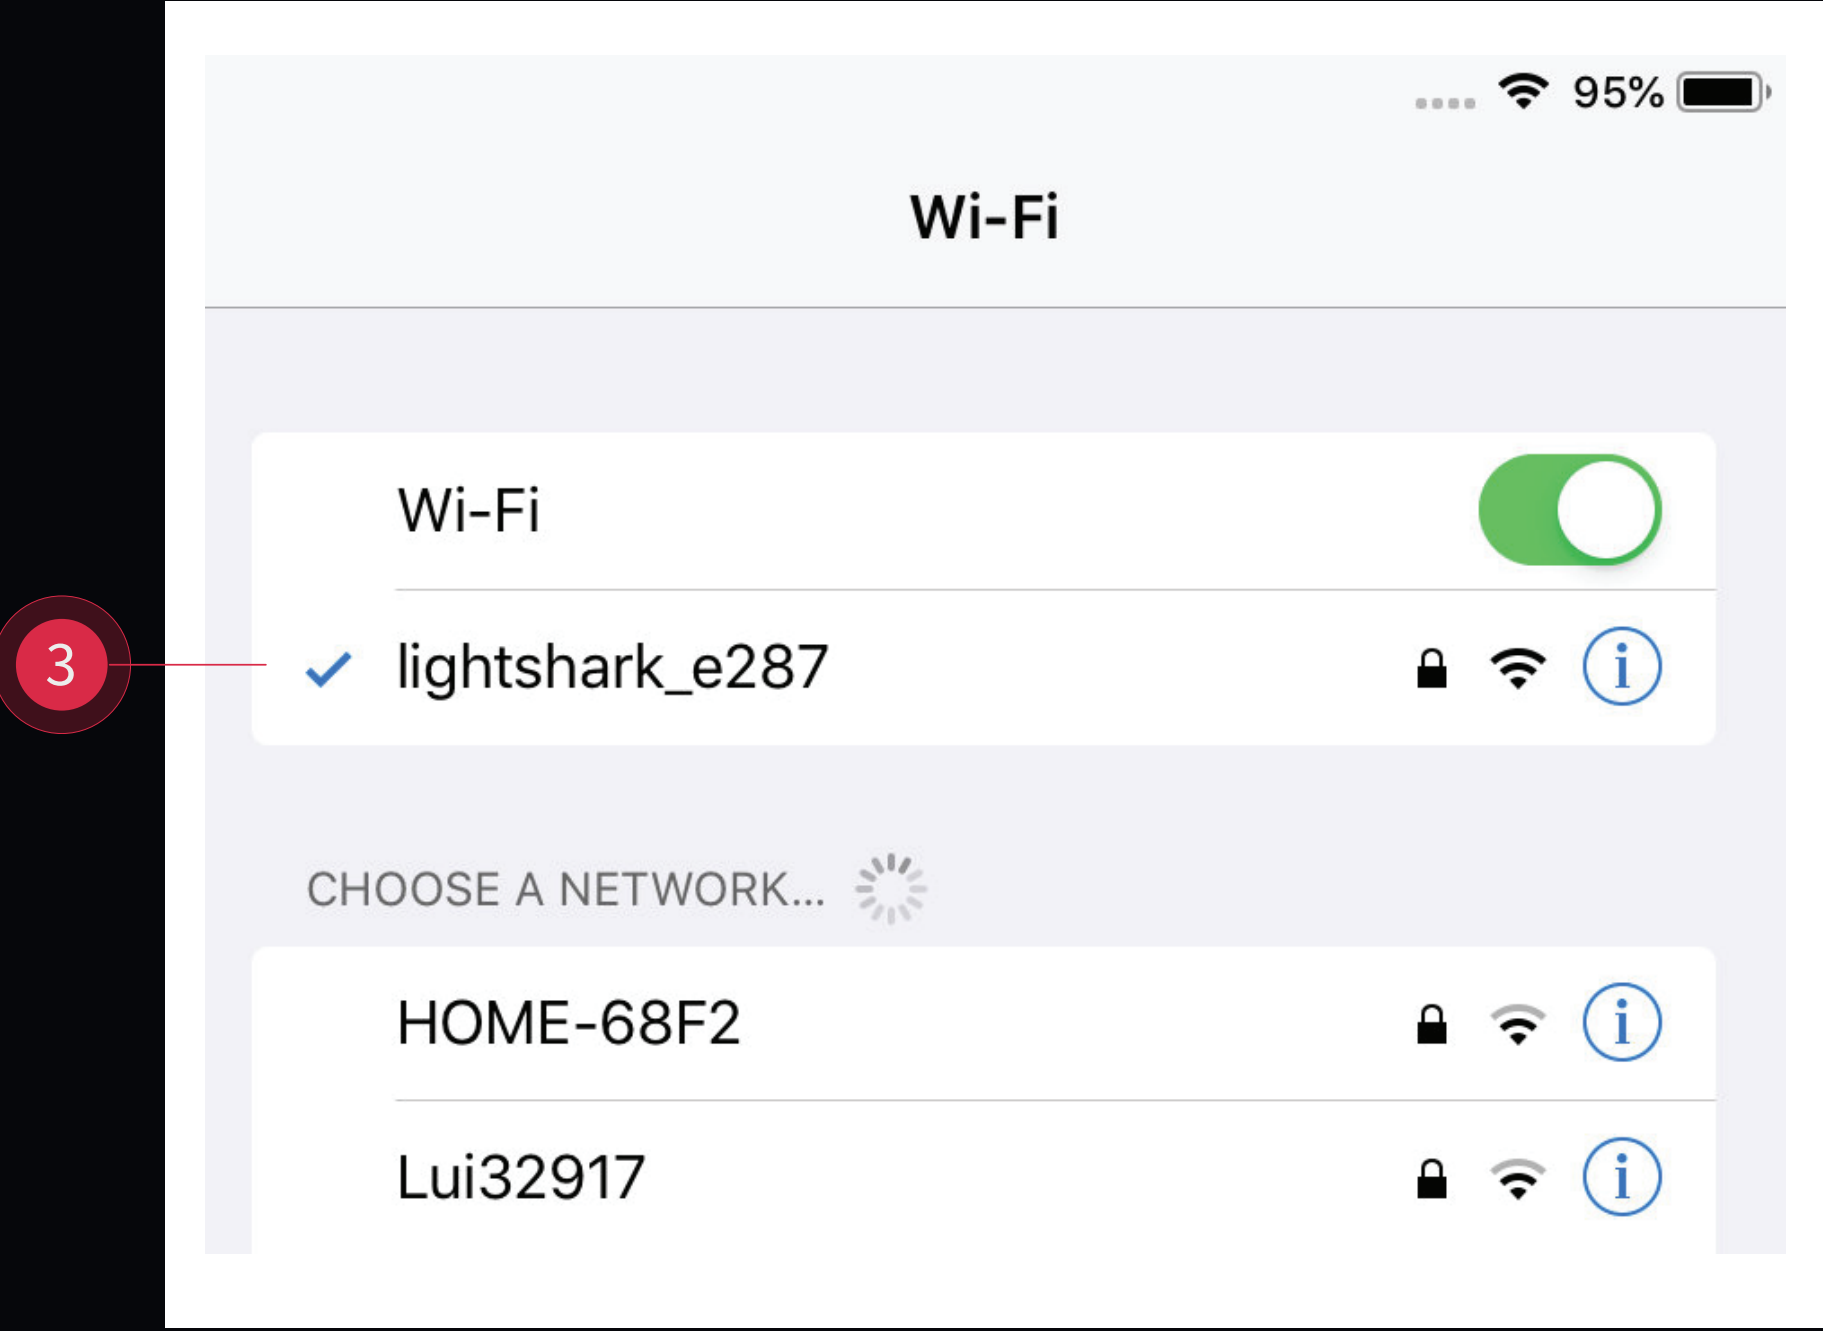 95%
Wi-Fi
Wi-Fi
3
lightshark_e287
CHOOSE A NETWORK...
HOME-68F2
Lui32917